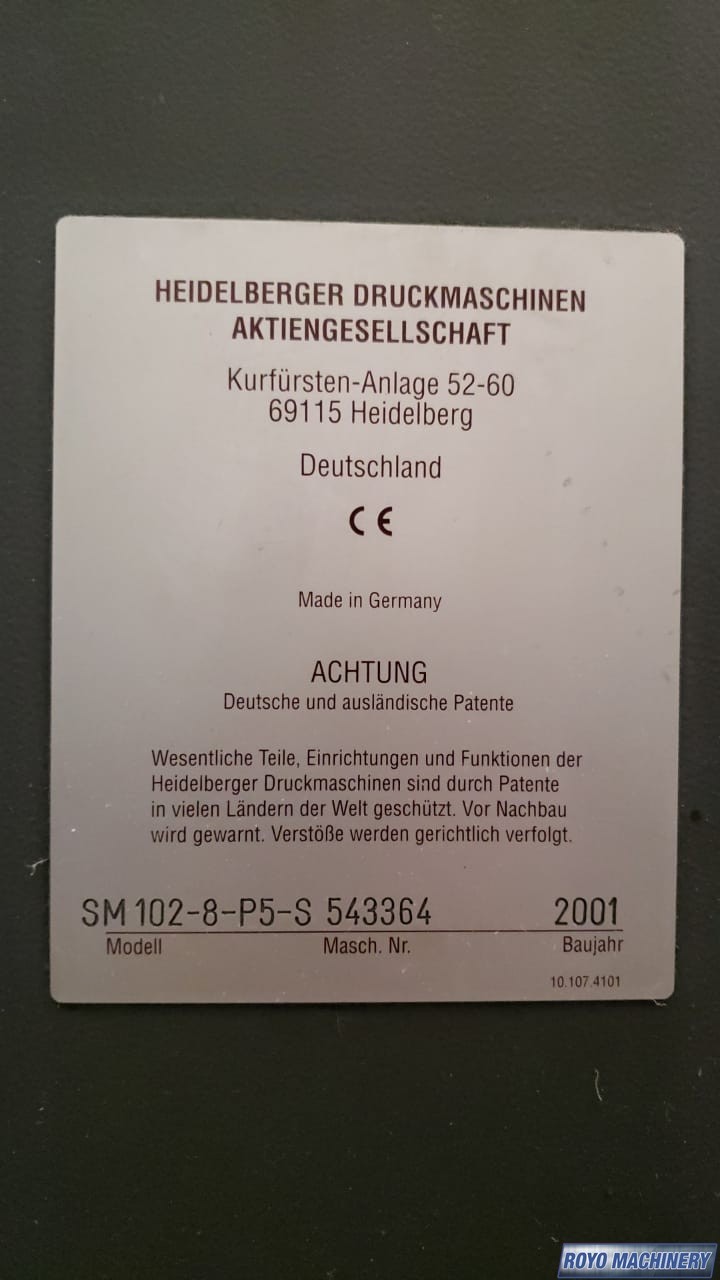 HEIDELBERGER DRUCKMASCHINEN
AKTIENGESELLSCHAFT
Kurfürsten-Anlage 52-60
69115 Heidelberg
Deutschland
CE
Made in Germany
ACHTUNG
Deutsche und ausländische Patente
Wesentliche Teile, Einrichtungen und Funktionen der
Heidelberger Druckmaschinen sind durch Patente
in vielen Ländern der Welt geschützt. Vor Nachbau
wird gewarnt. Verstöße werden gerichtlich verfolgt.
SM 102-8-P5-S 543364 2001
Modell Masch. Nr. Baujahr
10.107.4101
ROYO MACHINERY